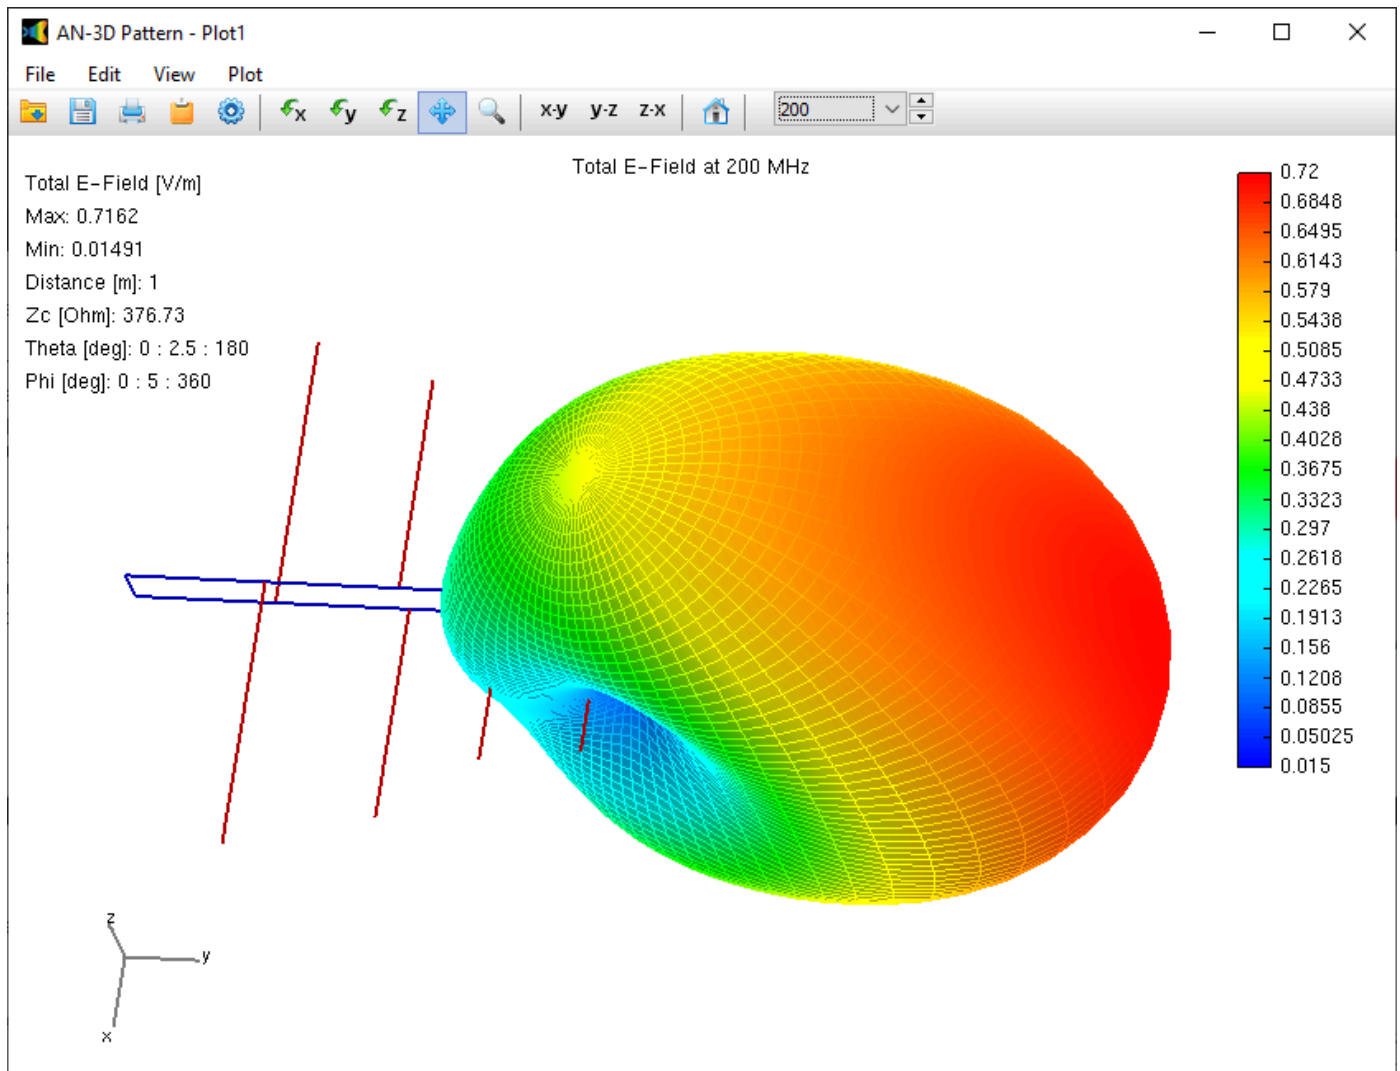 AN-3D Pattern - Plot1
File Edit View Plot
x y z x-y y-z z-x 200
Total E-Field at 200 MHz
Total E-Field [V/m]
Max: 0.7162
Min: 0.01491
Distance [m]: 1
Zc [Ohm]: 376.73
Theta [deg]: 0 : 2.5 : 180
Phi [deg]: 0 : 5 : 360
0.72
0.6848
0.6495
0.6143
0.579
0.5438
0.5085
0.4733
0.438
0.4028
0.3675
0.3323
0.297
0.2618
0.2265
0.1913
0.156
0.1208
0.0855
0.05025
0.015
z
y
x